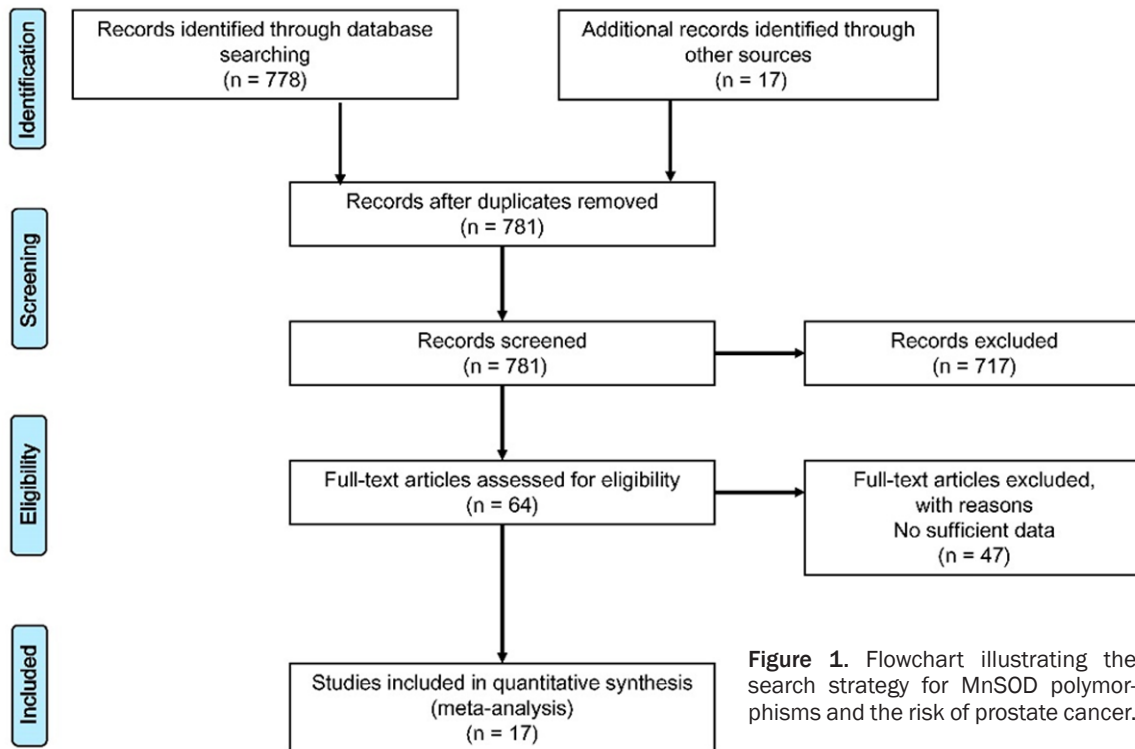 Identification
Records identified through database
searching
(n = 778)
Additional records identified through
other sources
(n = 17)
Screening
Records after duplicates removed
(n = 781)
Records screened
(n = 781)
Records excluded
(n = 717)
Eligibility
Full-text articles assessed for eligibility
(n = 64)
Full-text articles excluded,
with reasons
No sufficient data
(n = 47)
Included
Studies included in quantitative synthesis
(meta-analysis)
(n = 17)
Figure 1. Flowchart illustrating the
search strategy for MnSOD polymor-
phisms and the risk of prostate cancer.